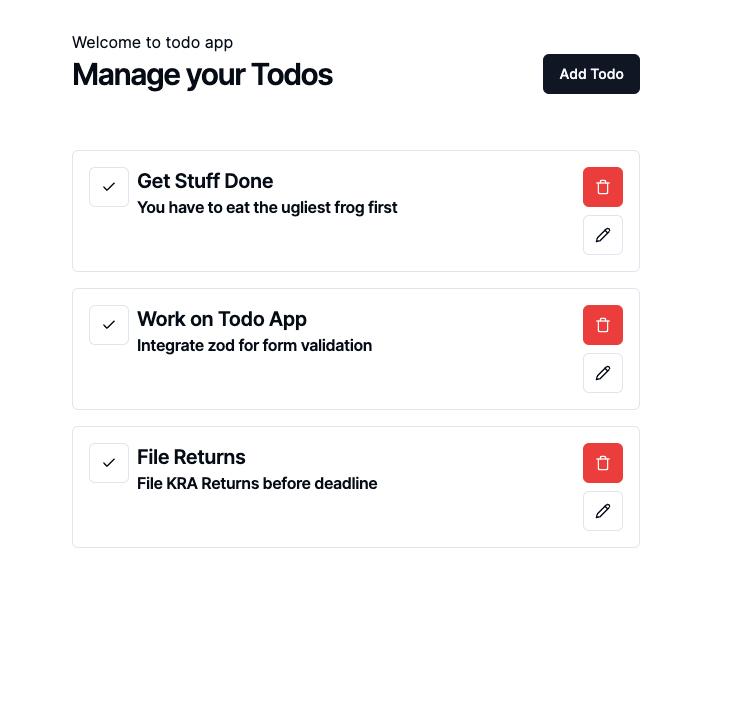 Welcome to todo app
Manage your Todos
Add Todo
Get Stuff Done
You have to eat the ugliest frog first
Work on Todo App
Integrate zod for form validation
File Returns
File KRA Returns before deadline